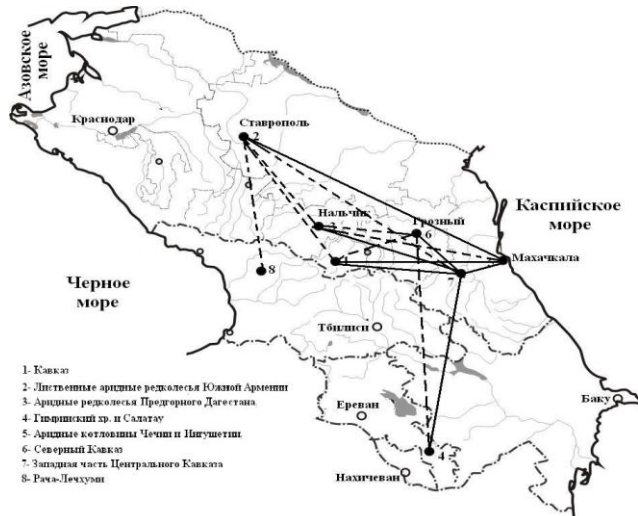 Азовское
море
Краснодар
Ставрополь
2
Нальчик
3
Грозный
6
Каспийское
море
Махачкала
8
Черное
море
Тбилиси
Ереван
Баку
4
Нахичеван
1- Кавказ
2- Лиственные аридные редколесья Южной Армении
3- Аридные редколесья Предгорного Дагестана
4- Гимринский хр. и Салатау
5- Аридные котловины Чечни и Ингушетии
6- Северный Кавказ
7- Западная часть Центрального Кавказа
8- Рача-Лечхуми